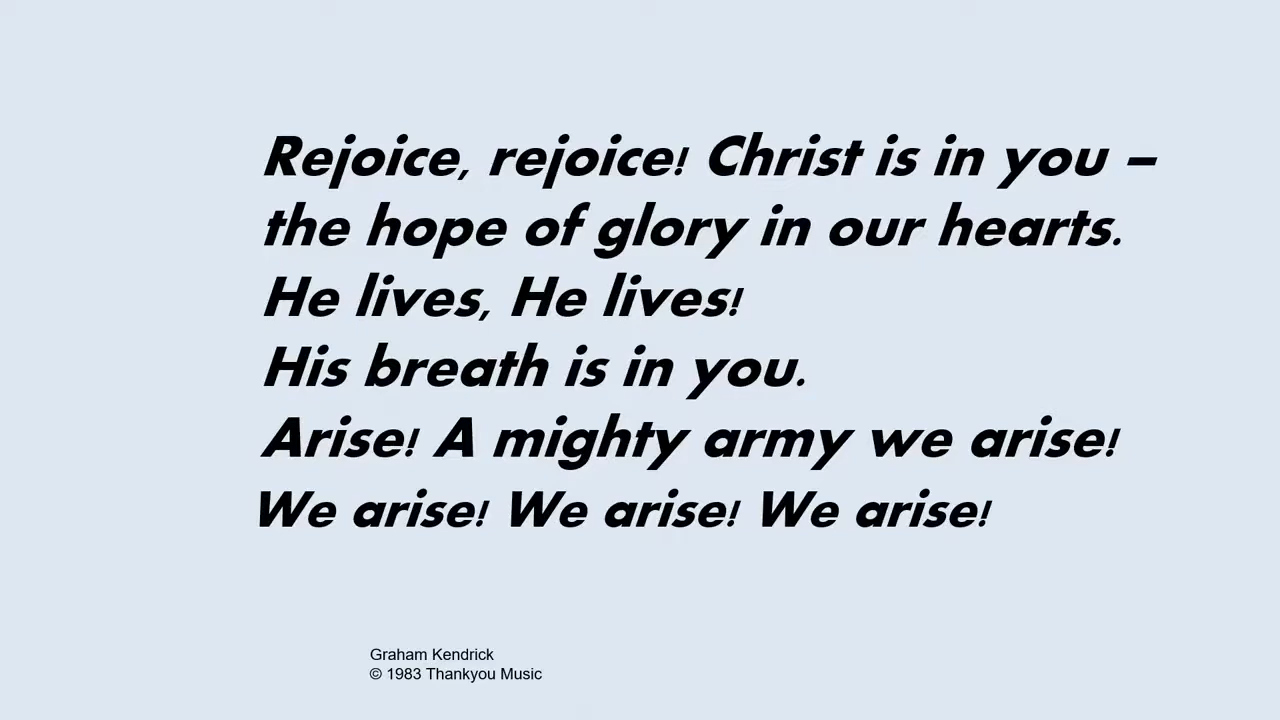 Rejoice, rejoice! Christ is in you –
the hope of glory in our hearts.
He lives, He lives!
His breath is in you.
Arise! A mighty army we arise!
We arise! We arise! We arise!
Graham Kendrick
© 1983 Thankyou Music